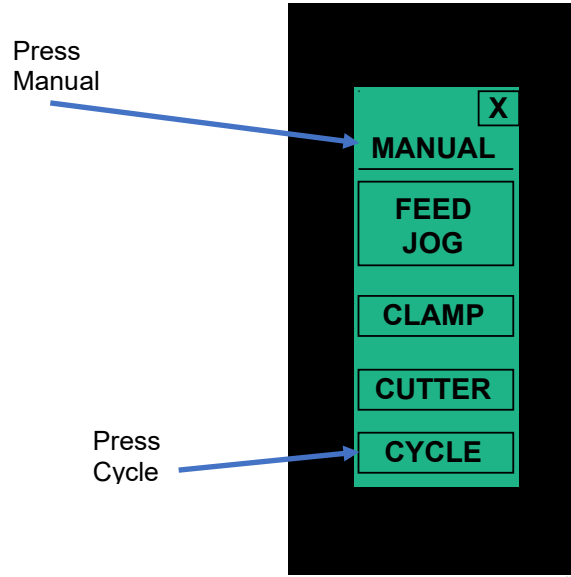 Press
Manual
X
MANUAL
FEED
JOG
CLAMP
CUTTER
Press
Cycle
CYCLE